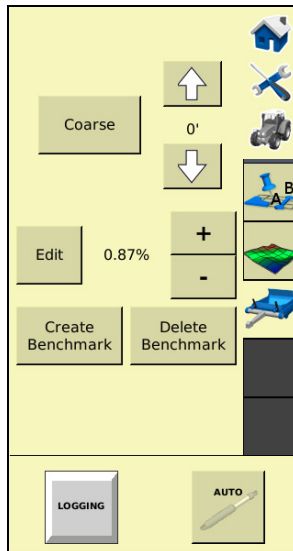 Coarse
0'
Edit
0.87%
+
-
Create
Benchmark
Delete
Benchmark
A
B
LOGGING
AUTO